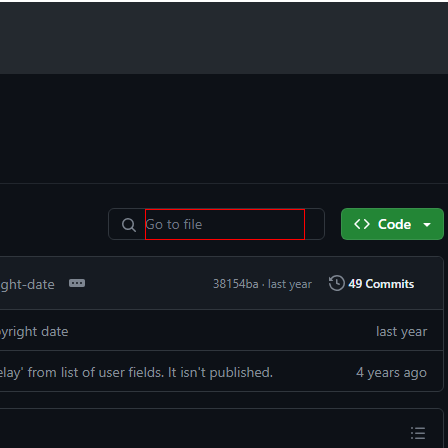 Go to file
Code
ght-date
38154ba · last year
49 Commits
yright date
last year
elay' from list of user fields. It isn't published.
4 years ago